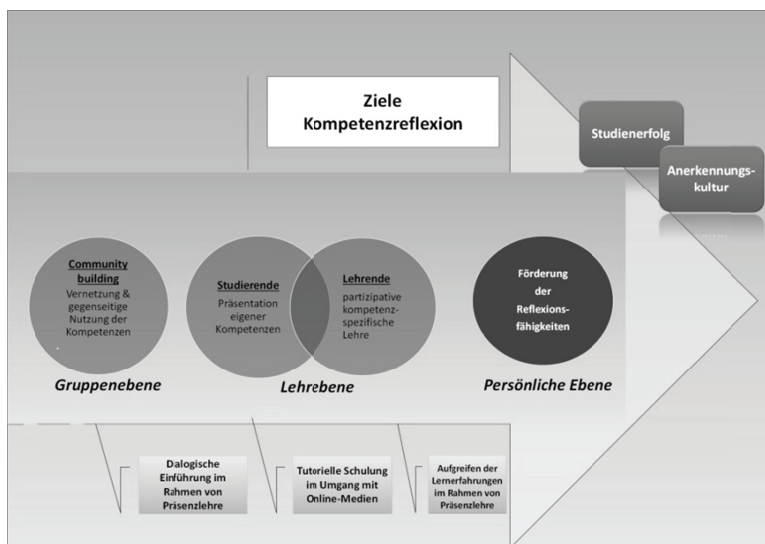 Ziele
Kompetenzreflexion
Studienerfolg
Anerkennungs-
kultur
Community
building
Vernetzung &
gegenseitige
Nutzung der
Kompetenzen
Studierende
Präsentation
eigener
Kompetenzen
Lehrende
partizipative
kompetenz-
spezifische
Lehre
Förderung
der
Reflexions-
fähigkeiten
Gruppenebene
Lehrebene
Persönliche Ebene
Dalogische
Einführung im
Rahmen von
Präsenzlehre
Tutorielle Schulung
im Umgang mit
Online-Medien
Aufgreifen der
Lernerfahrungen
im Rahmen von
Präsenzlehre